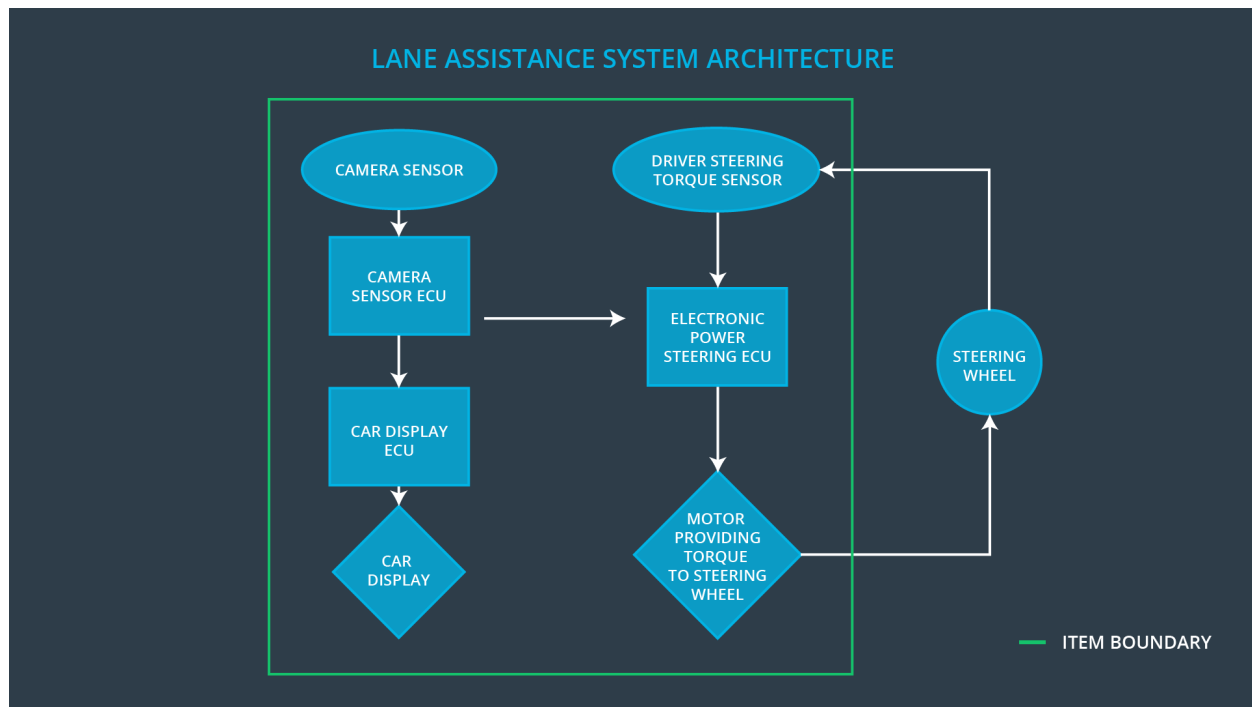 LANE ASSISTANCE SYSTEM ARCHITECTURE
CAMERA SENSOR
CAMERA
SENSOR ECU
CAR DISPLAY
ECU
CAR
DISPLAY
DRIVER STEERING
TORQUE SENSOR
ELECTRONIC
POWER
STEERING ECU
MOTOR
PROVIDING
TORQUE
TO STEERING
WHEEL
STEERING
WHEEL
ITEM BOUNDARY